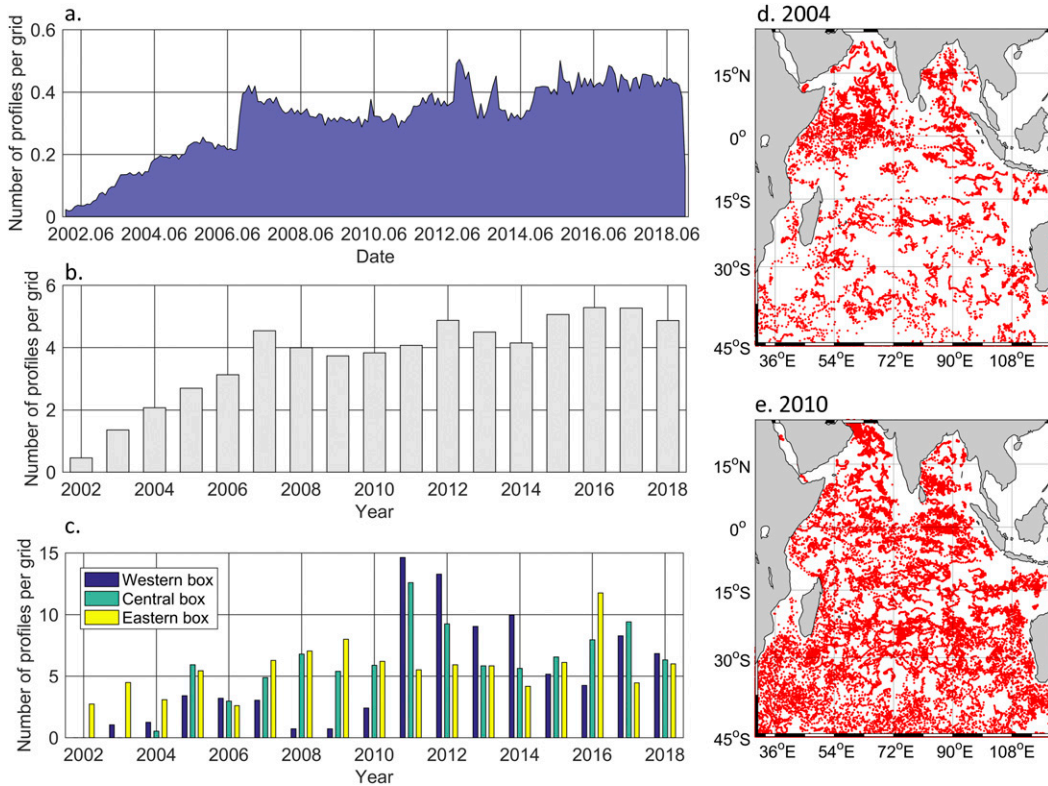 a.
Number of profiles per grid
0.6
0.4
0.2
0
2002.06 2004.06 2006.06 2008.06 2010.06 2012.06 2014.06 2016.06 2018.06
Date
b.
Number of profiles per grid
6
4
2
0
2002 2004 2006 2008 2010 2012 2014 2016 2018
Year
c.
Number of profiles per grid
15
10
5
0
Western box
Central box
Eastern box
2002 2004 2006 2008 2010 2012 2014 2016 2018
Year
d. 2004
15°N
0°
15°S
30°S
45°S
36°E 54°E 72°E 90°E 108°E
e. 2010
15°N
0°
15°S
30°S
45°S
36°E 54°E 72°E 90°E 108°E